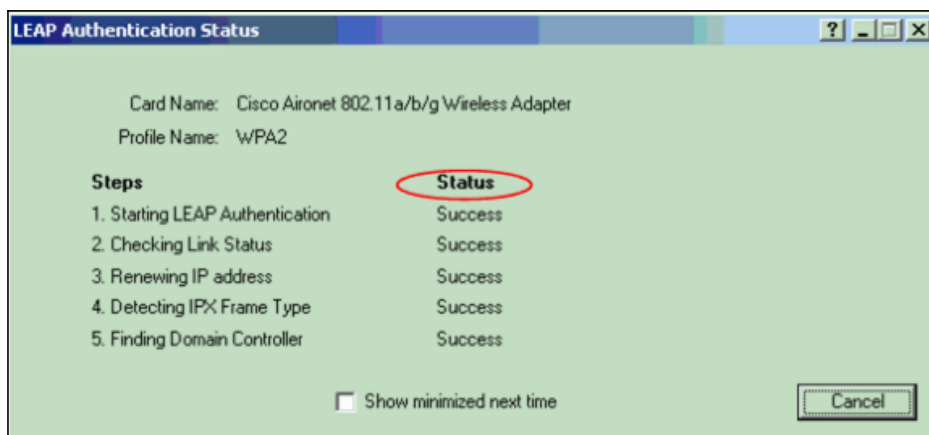 LEAP Authentication Status
Card Name: Cisco Aironet 802.11a/b/g Wireless Adapter
Profile Name: WPA2
Steps Status
1. Starting LEAP Authentication Success
2. Checking Link Status Success
3. Renewing IP address Success
4. Detecting IPX Frame Type Success
5. Finding Domain Controller Success
Show minimized next time Cancel